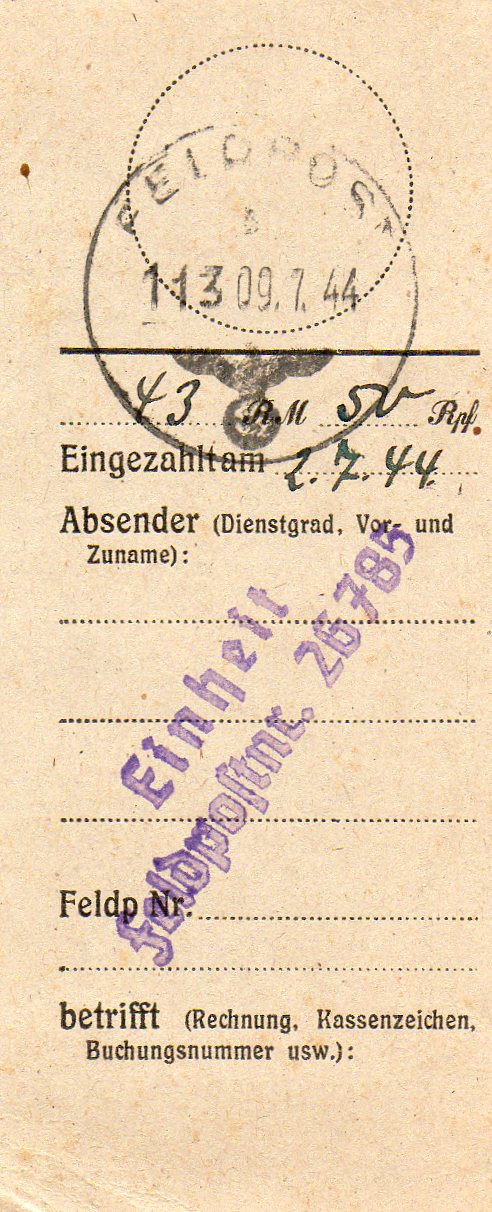 FELDPOST
b
113 09.7.44
43 RM 50 Rpf.
Eingezahlt am 2.7.44.
Absender (Dienstgrad, Vor- und
Zuname):
Einheit
Feldpostnr. 26785
Feldp Nr.
betrifft (Rechnung, Kassenzeichen,
Buchungsnummer usw.):